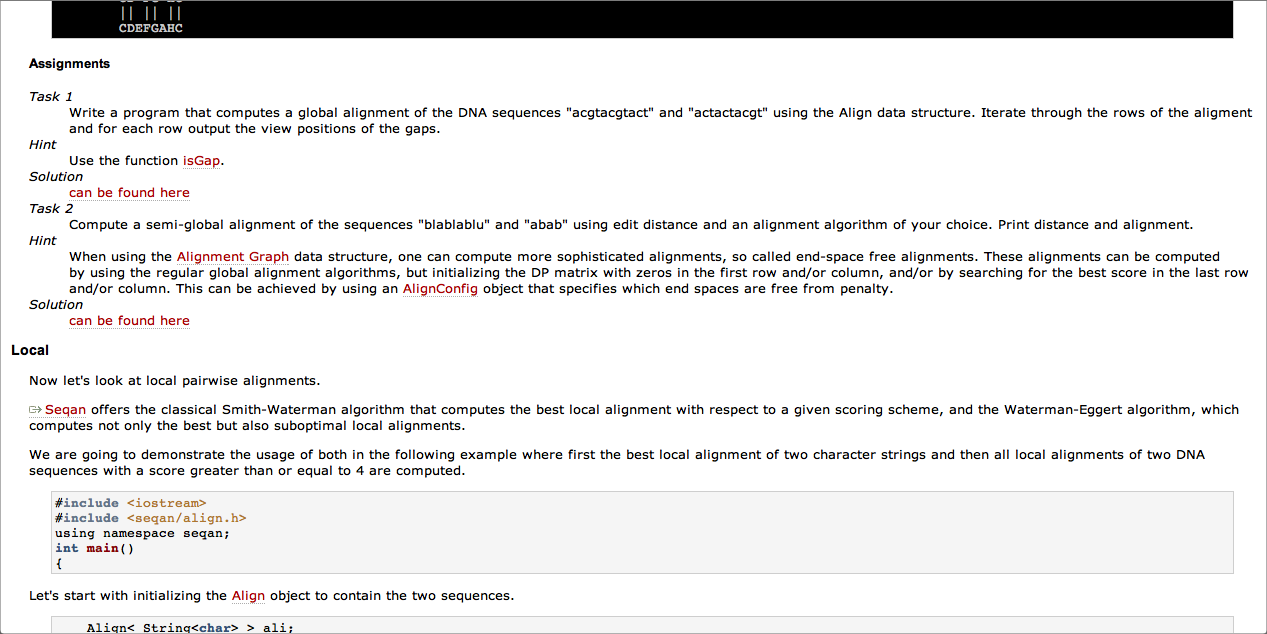 || || ||
CDEFGAHC
Assignments
Task 1
Write a program that computes a global alignment of the DNA sequences "acgtacgtact" and "actactacgt" using the Align data structure. Iterate through the rows of the aligment
and for each row output the view positions of the gaps.
Hint
Use the function isGap.
Solution
can be found here
Task 2
Compute a semi-global alignment of the sequences "blablablu" and "abab" using edit distance and an alignment algorithm of your choice. Print distance and alignment.
Hint
When using the Alignment Graph data structure, one can compute more sophisticated alignments, so called end-space free alignments. These alignments can be computed
by using the regular global alignment algorithms, but initializing the DP matrix with zeros in the first row and/or column, and/or by searching for the best score in the last row
and/or column. This can be achieved by using an AlignConfig object that specifies which end spaces are free from penalty.
Solution
can be found here
Local
Now let's look at local pairwise alignments.
Seqan offers the classical Smith-Waterman algorithm that computes the best local alignment with respect to a given scoring scheme, and the Waterman-Eggert algorithm, which
computes not only the best but also suboptimal local alignments.
We are going to demonstrate the usage of both in the following example where first the best local alignment of two character strings and then all local alignments of two DNA
sequences with a score greater than or equal to 4 are computed.
#include <iostream>
#include <seqan/align.h>
using namespace seqan;
int main()
{
Let's start with initializing the Align object to contain the two sequences.
Align< String<char> > ali;